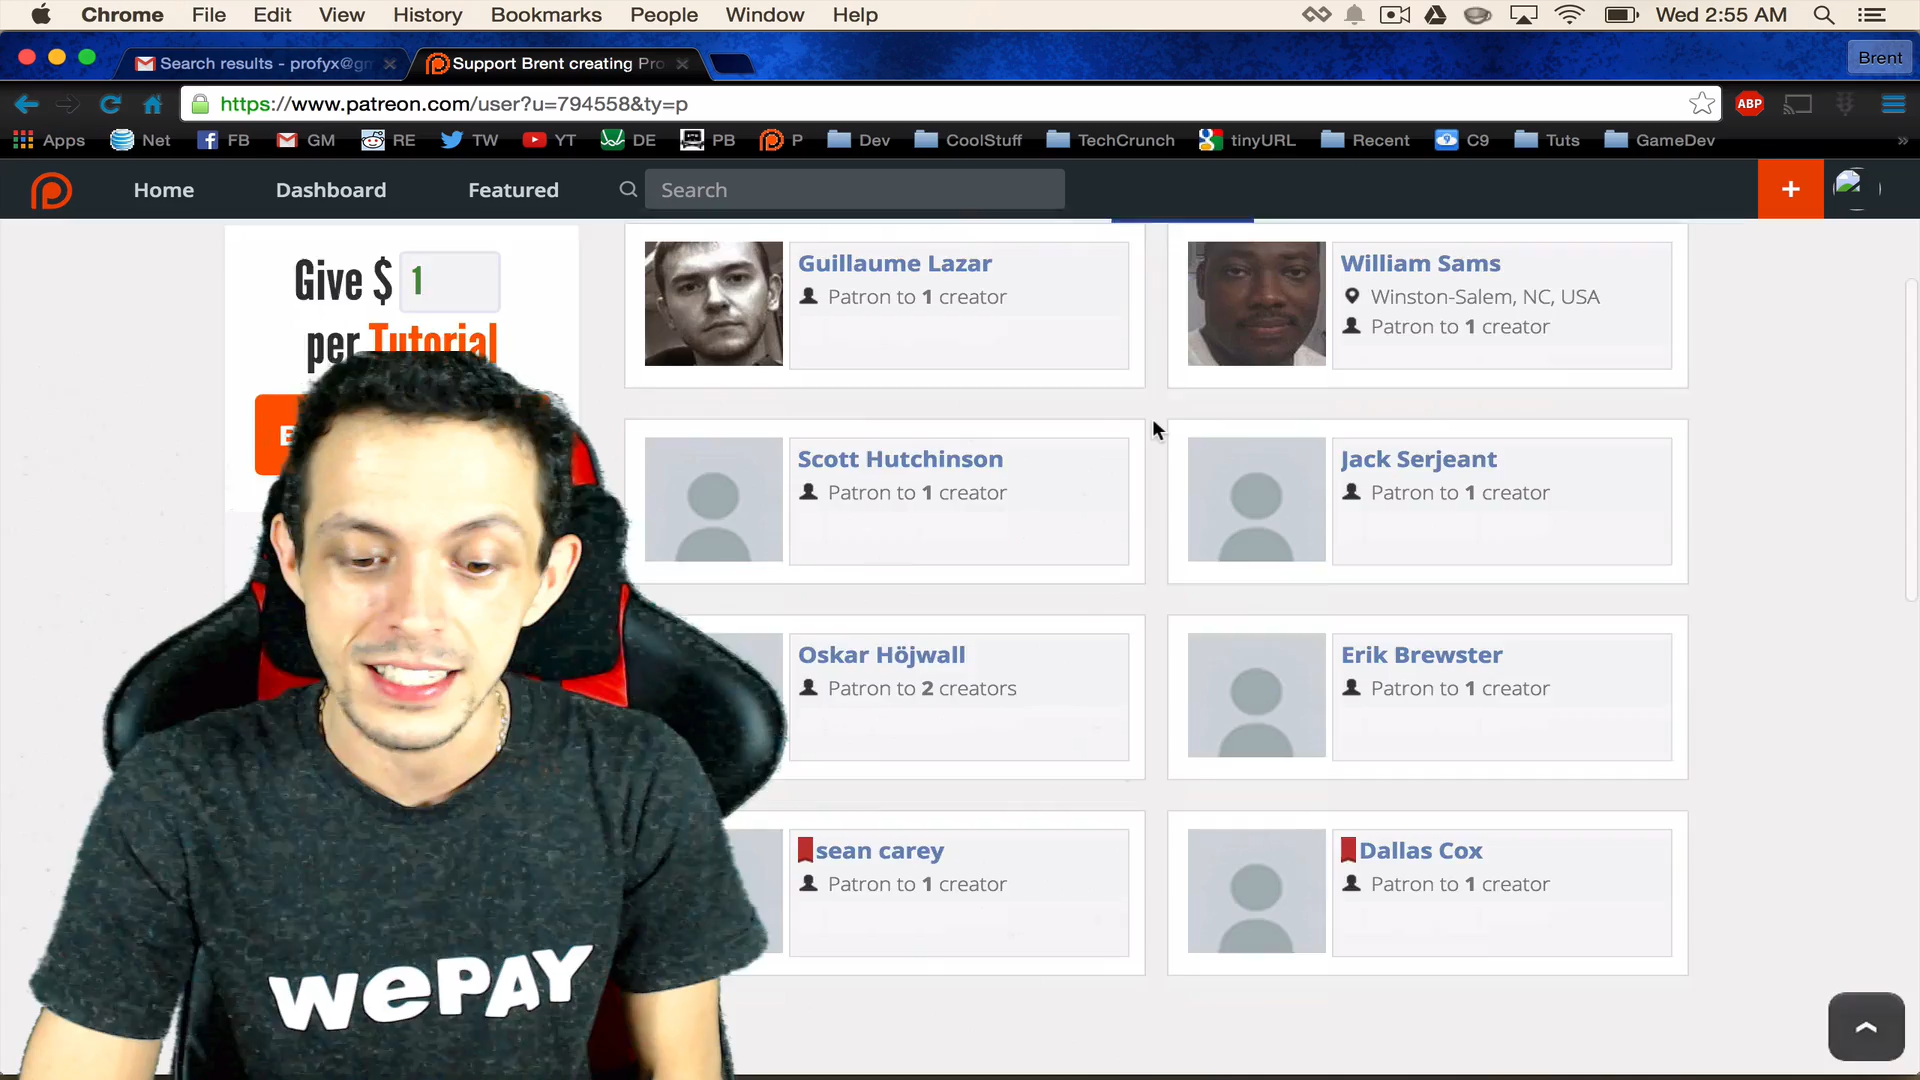 Chrome File Edit View History Bookmarks People Window Help Wed 2:55 AM
Search results - profyx@gm Support Brent creating Pro Brent
https://www.patreon.com/user?u=794558&ty=p ABP
Apps Net FB GM RE TW YT DE PB P Dev CoolStuff TechCrunch tinyURL Recent C9 Tuts GameDev »
Home Dashboard Featured Search +
Give $ 1
per Tutorial
Guillaume Lazar
Patron to 1 creator
William Sams
Winston-Salem, NC, USA
Patron to 1 creator
Scott Hutchinson
Patron to 1 creator
Jack Serjeant
Patron to 1 creator
Oskar Höjwall
Patron to 2 creators
Erik Brewster
Patron to 1 creator
sean carey
Patron to 1 creator
Dallas Cox
Patron to 1 creator
wePAY